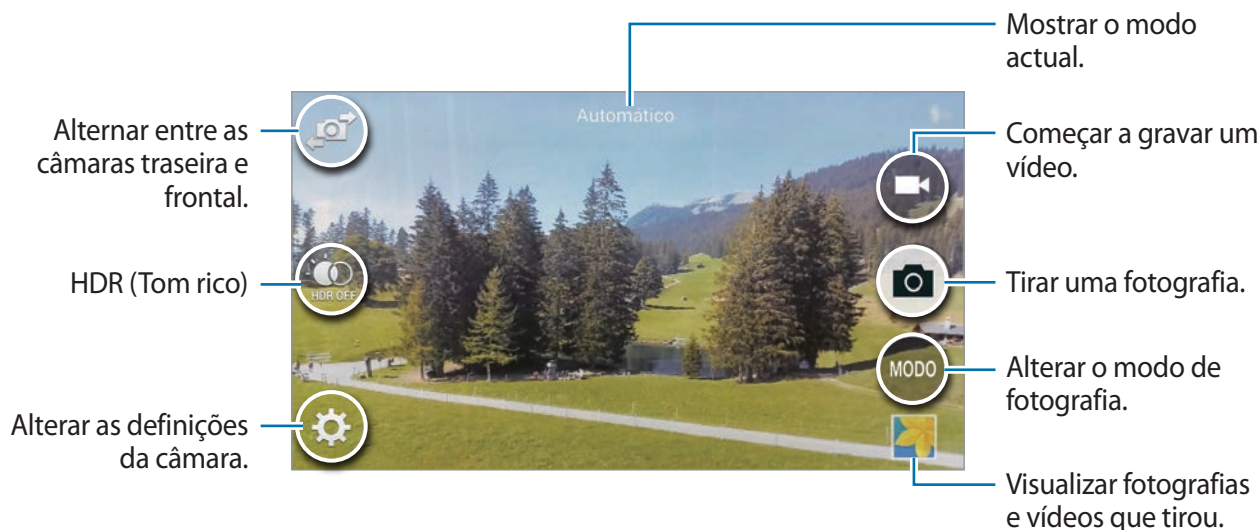 Mostrar o modo
actual.
Automático
Alternar entre as
câmaras traseira e
frontal.
Começar a gravar um
vídeo.
HDR (Tom rico)
HDR OFF
Tirar uma fotografia.
MODO
Alterar o modo de
fotografia.
Alterar as definições
da câmara.
Visualizar fotografias
e vídeos que tirou.